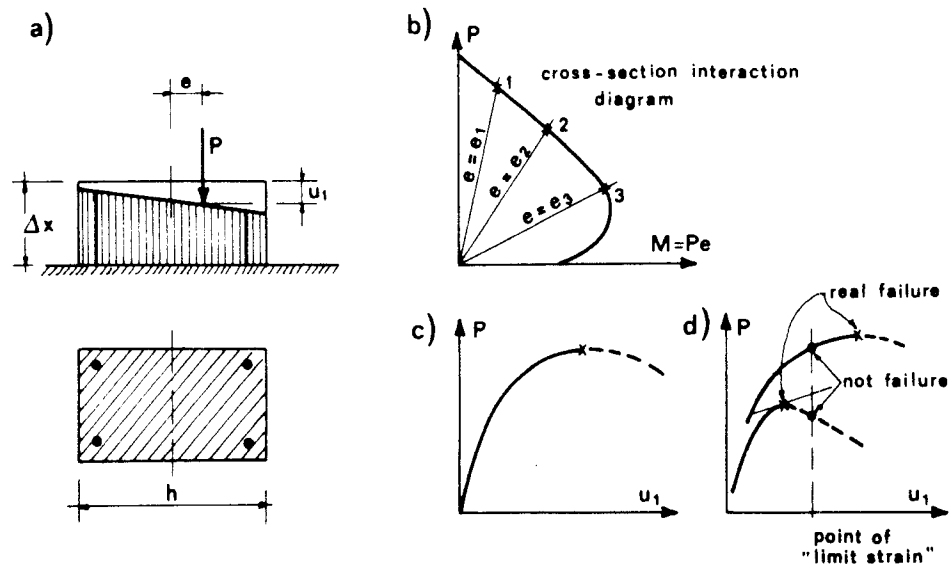 a)
e
P
u₁
Δx
h
b)
P
cross-section interaction
diagram
1
2
3
e = e₁
e = e₂
e = e₃
M=Pe
c)
P
u₁
d)
P
real failure
not failure
u₁
point of
"limit strain"